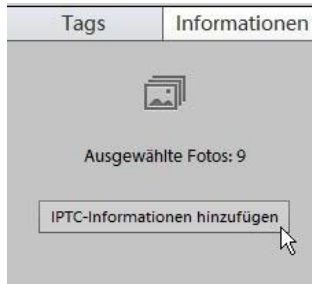 Tags Informationen
Ausgewählte Fotos: 9
IPTC-Informationen hinzufügen